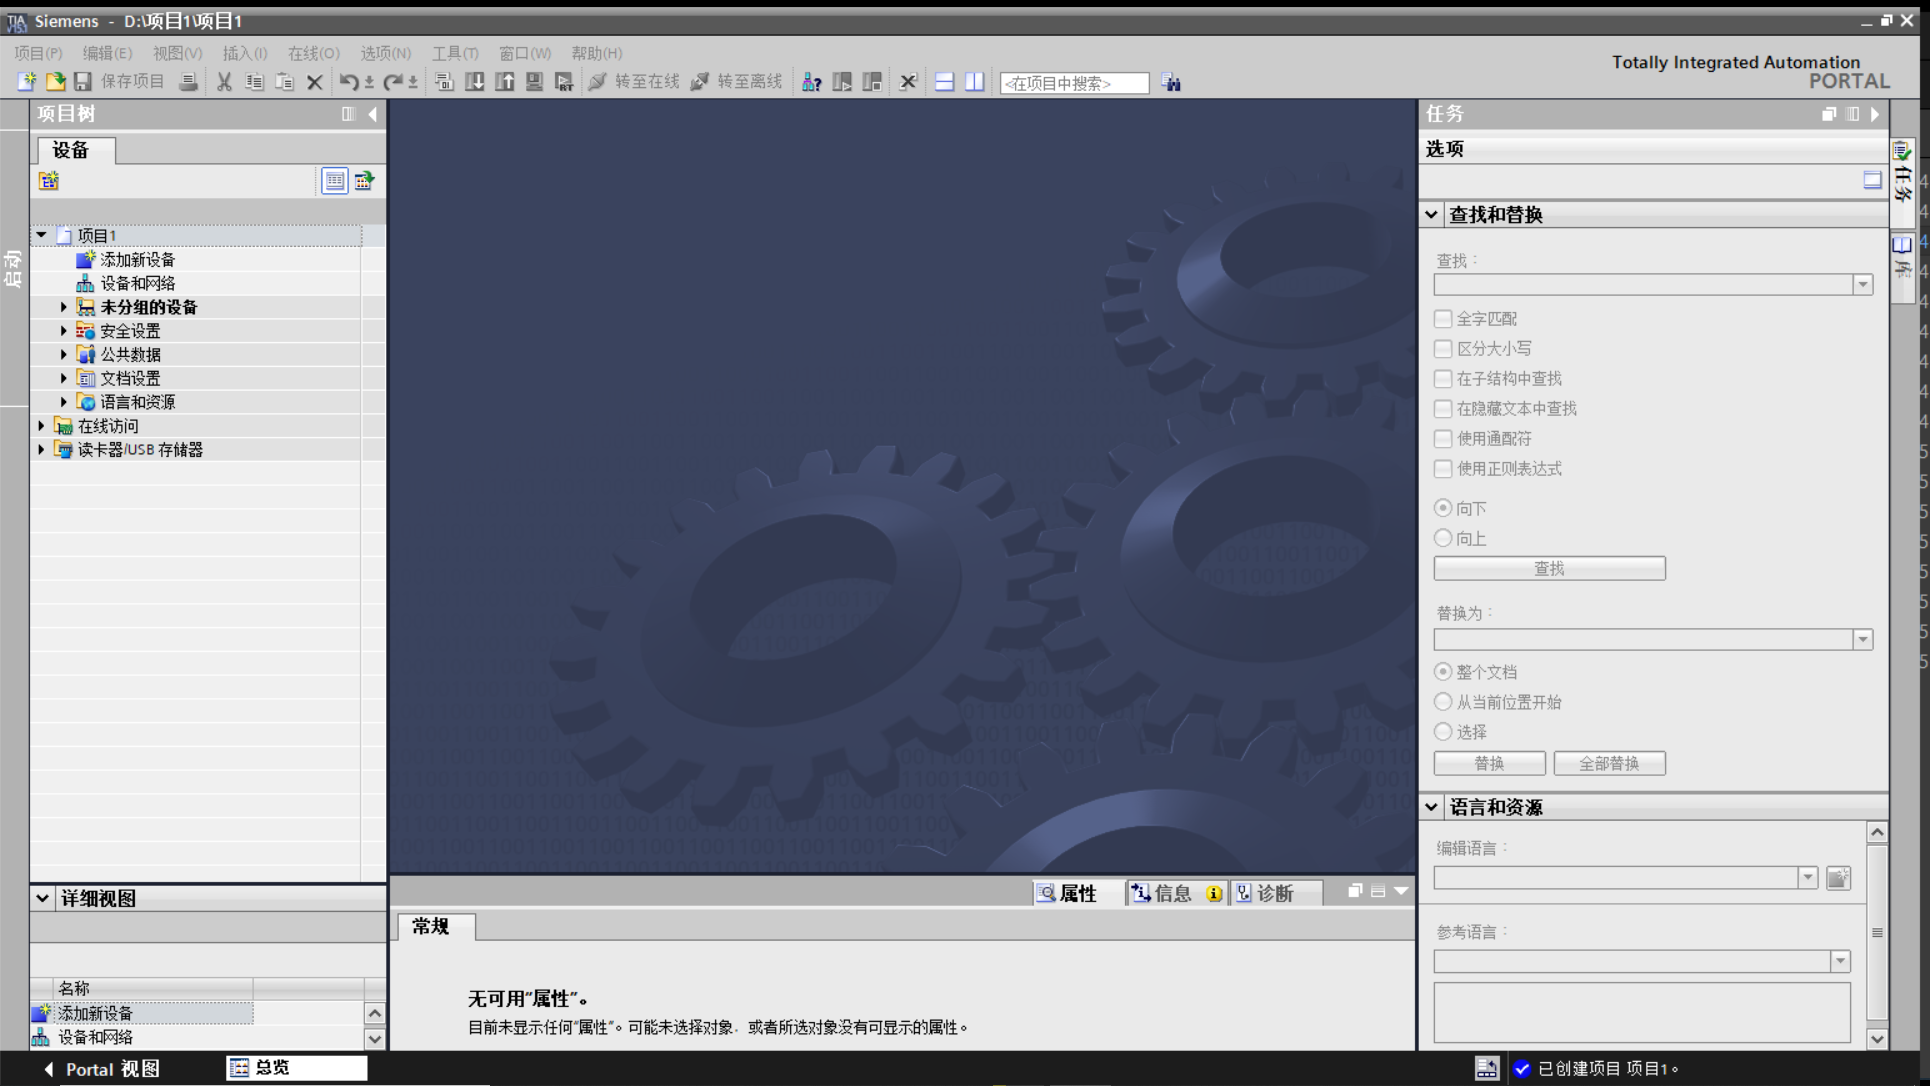 Siemens - D:\项目1\项目1
项目(P) 编辑(E) 视图(V) 插入(I) 在线(O) 选项(N) 工具(T) 窗口(W) 帮助(H)
Totally Integrated Automation
PORTAL
保存项目 转至在线 转至离线 <在项目中搜索>
项目树
设备
启动
项目1
添加新设备
设备和网络
未分组的设备
安全设置
公共数据
文档设置
语言和资源
在线访问
读卡器/USB 存储器
详细视图
名称
添加新设备
设备和网络
属性 信息 诊断
常规
无可用"属性"。
目前未显示任何"属性"。可能未选择对象，或者所选对象没有可显示的属性。
任务
选项
查找和替换
查找：
全字匹配
区分大小写
在子结构中查找
在隐藏文本中查找
使用通配符
使用正则表达式
向下
向上
查找
替换为：
整个文档
从当前位置开始
选择
替换 全部替换
语言和资源
编辑语言：
参考语言：
任务
库
Portal 视图 总览 已创建项目 项目1。